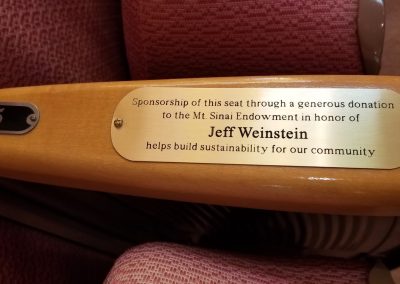 Sponsorship of this seat through a generous donation
to the Mt. Sinai Endowment in honor of
Jeff Weinstein
helps build sustainability for our community